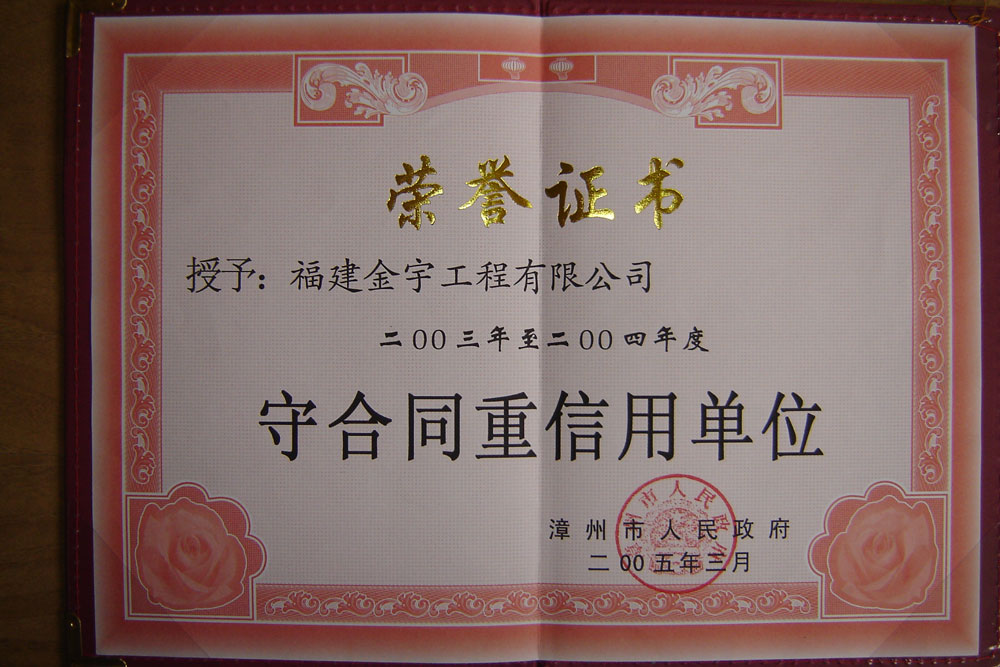 荣誉证书
授予：福建金宇工程有限公司
二00三年至二00四年度
守合同重信用单位
漳州市人民政府
二00五年三月